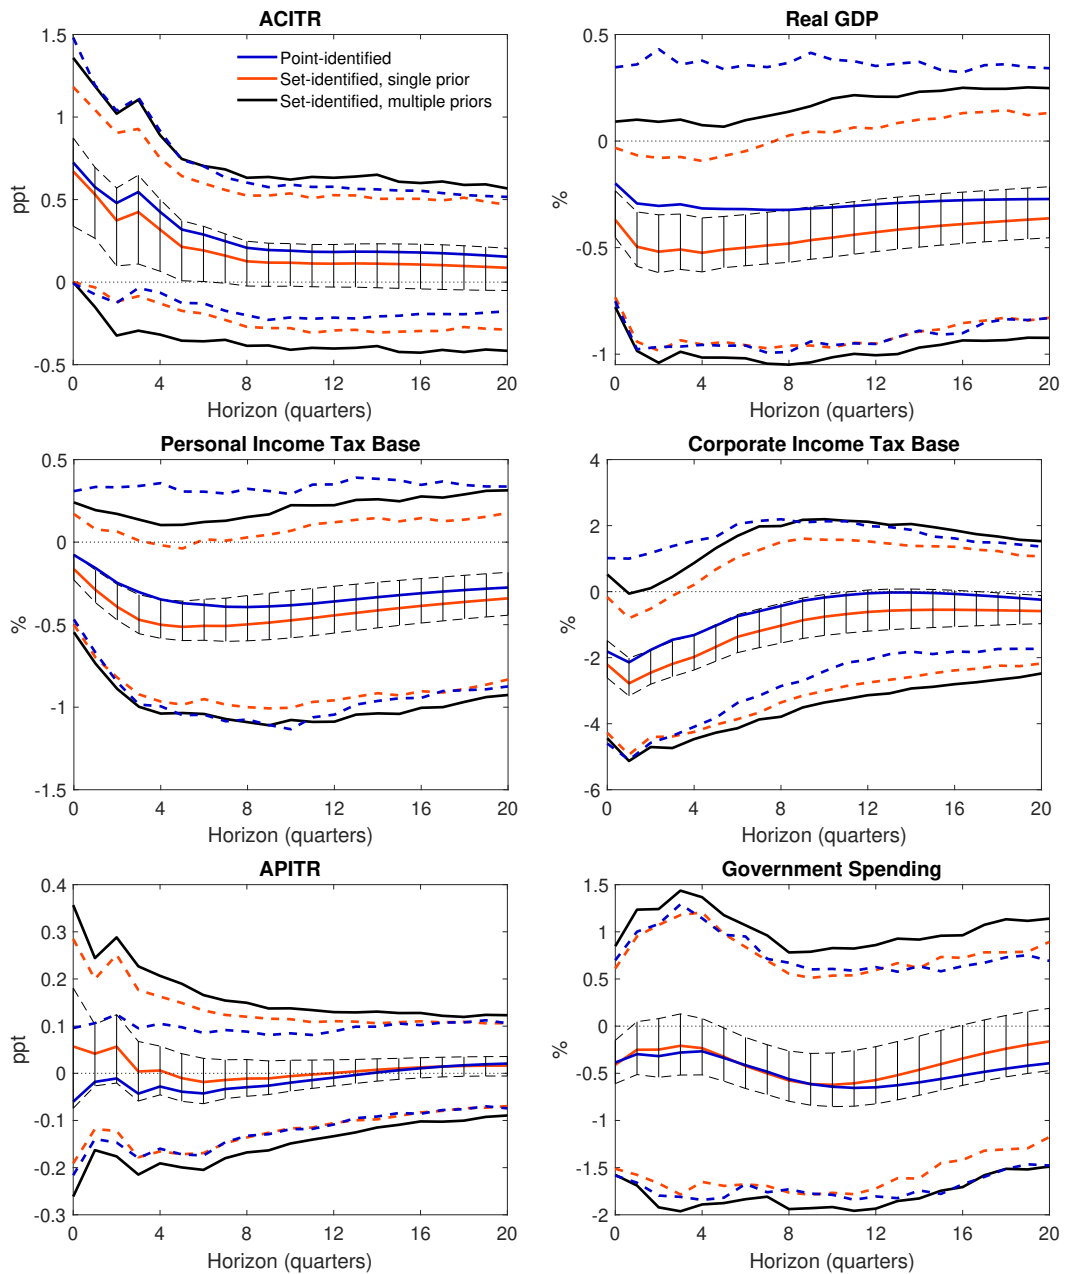 ACITR
1.5
1
0.5
0
-0.5
ppt
Point-identified
Set-identified, single prior
Set-identified, multiple priors
0 4 8 12 16 20
Horizon (quarters)
Real GDP
0.5
0
-0.5
-1
%
0 4 8 12 16 20
Horizon (quarters)
Personal Income Tax Base
0.5
0
-0.5
-1
-1.5
%
0 4 8 12 16 20
Horizon (quarters)
Corporate Income Tax Base
4
2
0
-2
-4
-6
%
0 4 8 12 16 20
Horizon (quarters)
APITR
0.4
0.3
0.2
0.1
0
-0.1
-0.2
-0.3
ppt
0 4 8 12 16 20
Horizon (quarters)
Government Spending
1.5
1
0.5
0
-0.5
-1
-1.5
-2
%
0 4 8 12 16 20
Horizon (quarters)